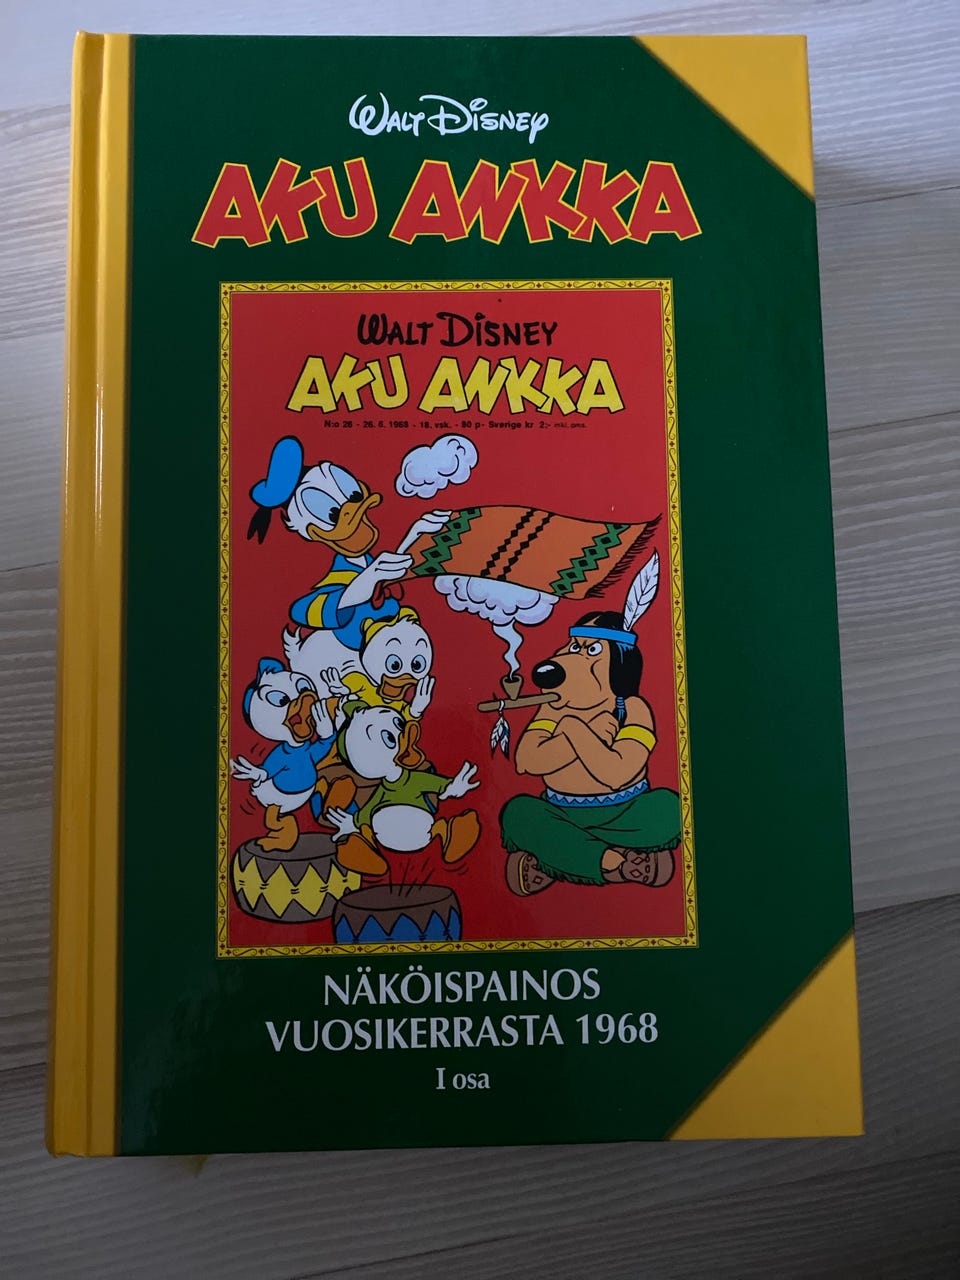 WALT DISNEY
AKU ANKKA
WALT DISNEY
AKU ANKKA
N:o 26 - 26. 6. 1968 - 18. vsk. - 80 p - Sverige kr 2:- inkl. oms.
NÄKÖISPAINOS
VUOSIKERRASTA 1968
I osa